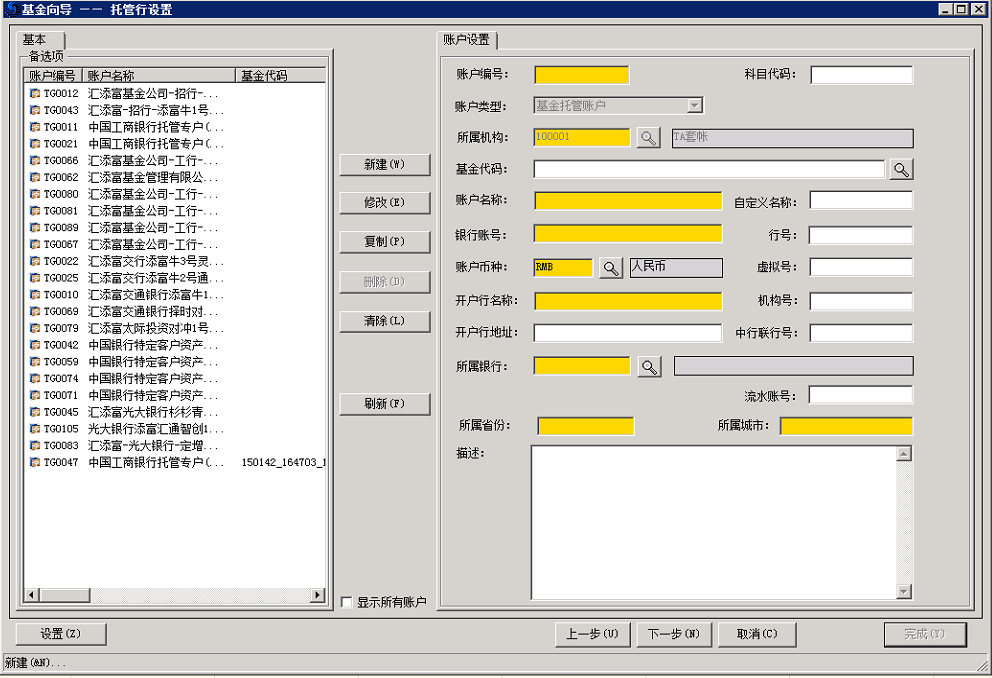 基金向导 -- 托管行设置
基本
备选项
账户编号 账户名称 基金代码
TG0012 汇添富基金公司-招行-...
TG0043 汇添富-招行-添富牛1号...
TG0011 中国工商银行托管专户(...
TG0021 中国工商银行托管专户(...
TG0066 汇添富基金公司-工行-...
TG0062 汇添富基金管理有限公...
TG0080 汇添富基金公司-工行-...
TG0081 汇添富基金公司-工行-...
TG0089 汇添富基金公司-工行-...
TG0067 汇添富基金公司-工行-...
TG0022 汇添富交行添富牛3号灵...
TG0025 汇添富交行添富牛2号通...
TG0010 汇添富交通银行添富牛1...
TG0069 汇添富交通银行择时对...
TG0079 汇添富太际投资对冲1号...
TG0042 中国银行特定客户资产...
TG0059 中国银行特定客户资产...
TG0074 中国银行特定客户资产...
TG0071 中国银行特定客户资产...
TG0045 汇添富光大银行杉杉青...
TG0105 光大银行添富汇通智创1...
TG0083 汇添富-光大银行-定增...
TG0047 中国工商银行托管专户(... 150142_164703_1
新建(W)
修改(E)
复制(P)
删除(D)
清除(L)
刷新(F)
显示所有账户
账户设置
账户编号: 科目代码:
账户类型: 基金托管账户
所属机构: 100001 TA套帐
基金代码:
账户名称: 自定义名称:
银行账号: 行号:
账户币种: RMB 人民币 虚拟号:
开户行名称: 机构号:
开户行地址: 中行联行号:
所属银行:
流水账号:
所属省份: 所属城市:
描述:
设置(Z) 上一步(U) 下一步(N) 取消(C) 完成(Y)
新建(&N)...